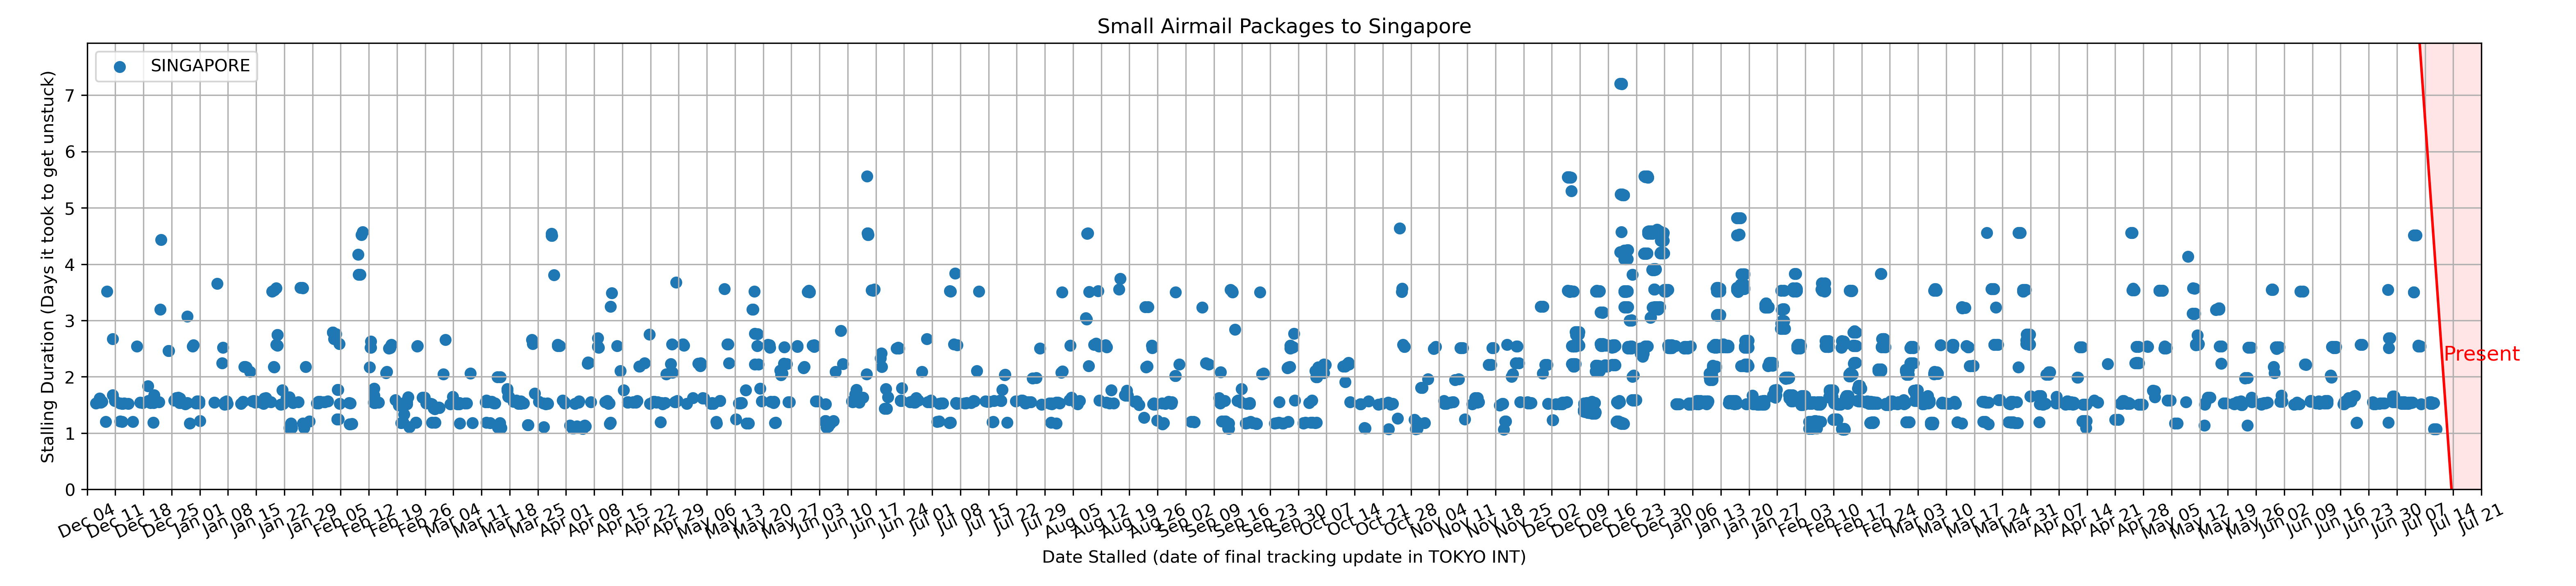 Small Airmail Packages to Singapore
SINGAPORE
Stalling Duration (Days it took to get unstuck)
7
6
5
4
3
2
1
0
Present
Dec 04
Dec 11
Dec 18
Dec 25
Jan 01
Jan 08
Jan 15
Jan 22
Jan 29
Feb 05
Feb 12
Feb 19
Feb 26
Mar 04
Mar 11
Mar 18
Mar 25
Apr 01
Apr 08
Apr 15
Apr 22
Apr 29
May 06
May 13
May 20
May 27
Jun 03
Jun 10
Jun 17
Jun 24
Jul 01
Jul 08
Jul 15
Jul 22
Jul 29
Aug 05
Aug 12
Aug 19
Aug 26
Sep 02
Sep 09
Sep 16
Sep 23
Sep 30
Oct 07
Oct 14
Oct 21
Oct 28
Nov 04
Nov 11
Nov 18
Nov 25
Dec 02
Dec 09
Dec 16
Dec 23
Dec 30
Jan 06
Jan 13
Jan 20
Jan 27
Feb 03
Feb 10
Feb 17
Feb 24
Mar 03
Mar 10
Mar 17
Mar 24
Mar 31
Apr 07
Apr 14
Apr 21
Apr 28
May 05
May 12
May 19
May 26
Jun 02
Jun 09
Jun 16
Jun 23
Jun 30
Jul 07
Jul 14
Jul 21
Date Stalled (date of final tracking update in TOKYO INT)